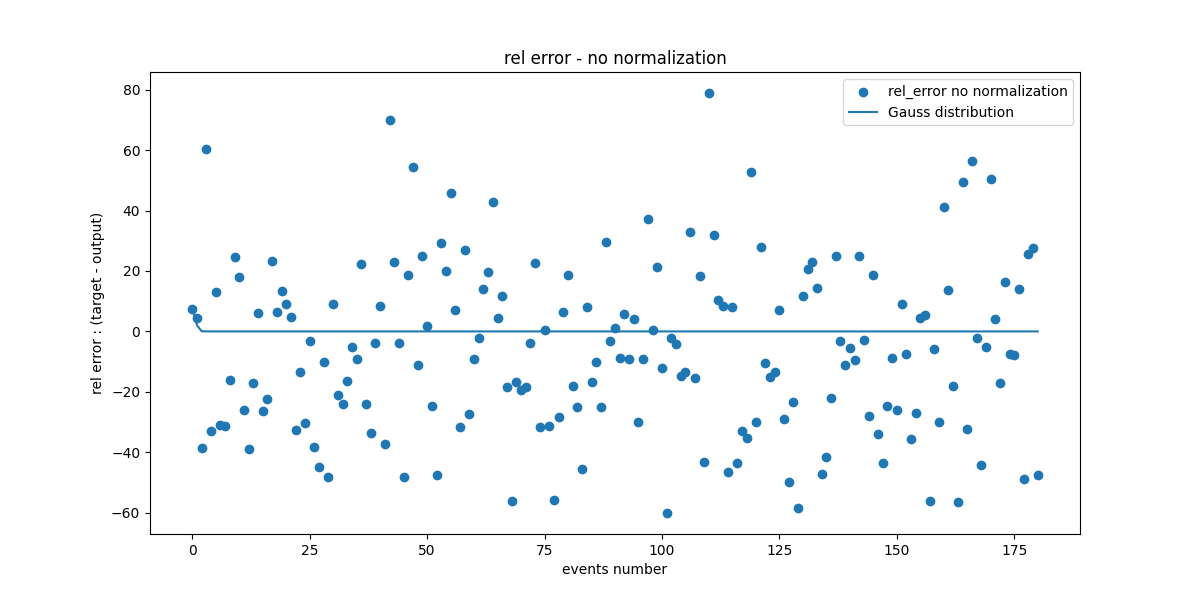 rel error - no normalization
rel_error no normalization
Gauss distribution
rel error : (target - output)
80
60
40
20
0
−20
−40
−60
0 25 50 75 100 125 150 175
events number